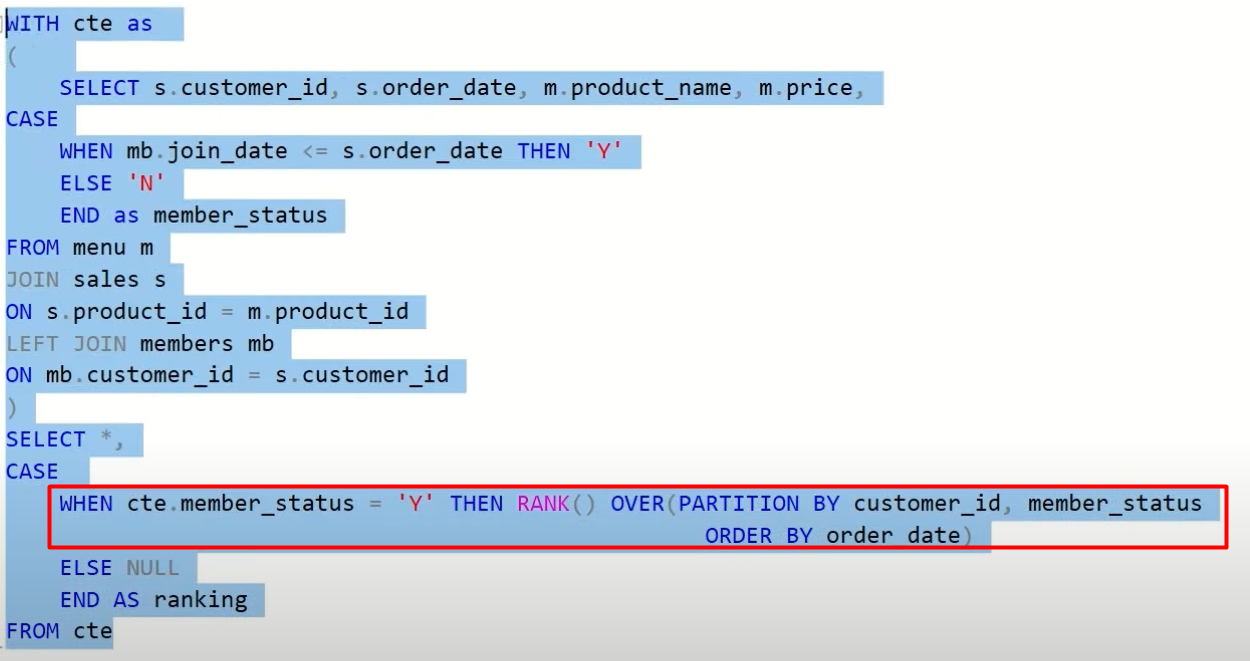 WITH cte as
(
SELECT s.customer_id, s.order_date, m.product_name, m.price,
CASE
WHEN mb.join_date <= s.order_date THEN 'Y'
ELSE 'N'
END as member_status
FROM menu m
JOIN sales s
ON s.product_id = m.product_id
LEFT JOIN members mb
ON mb.customer_id = s.customer_id
)
SELECT *,
CASE
WHEN cte.member_status = 'Y' THEN RANK() OVER(PARTITION BY customer_id, member_status
ORDER BY order_date)
ELSE NULL
END AS ranking
FROM cte